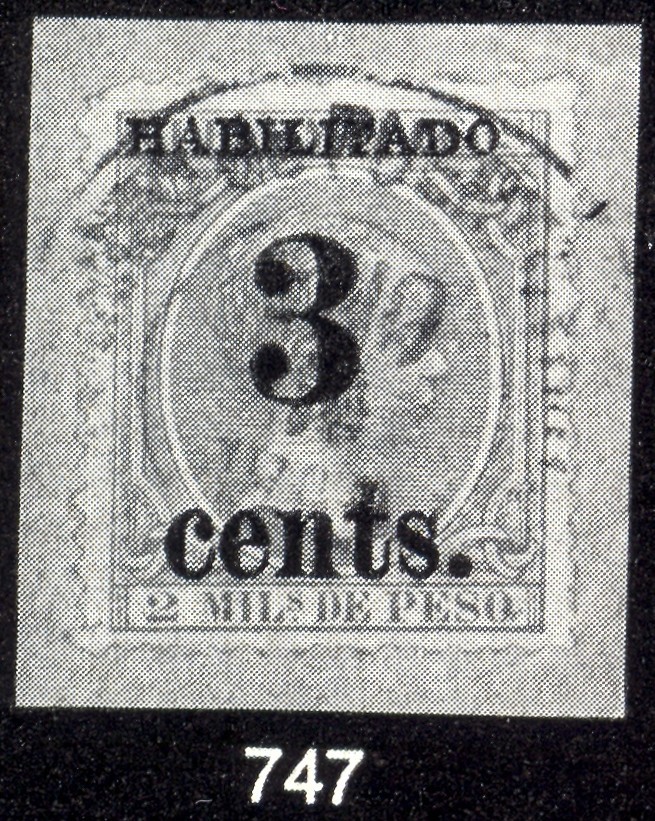 HABILITADO
3
cents.
2 MILS DE PESO.
747